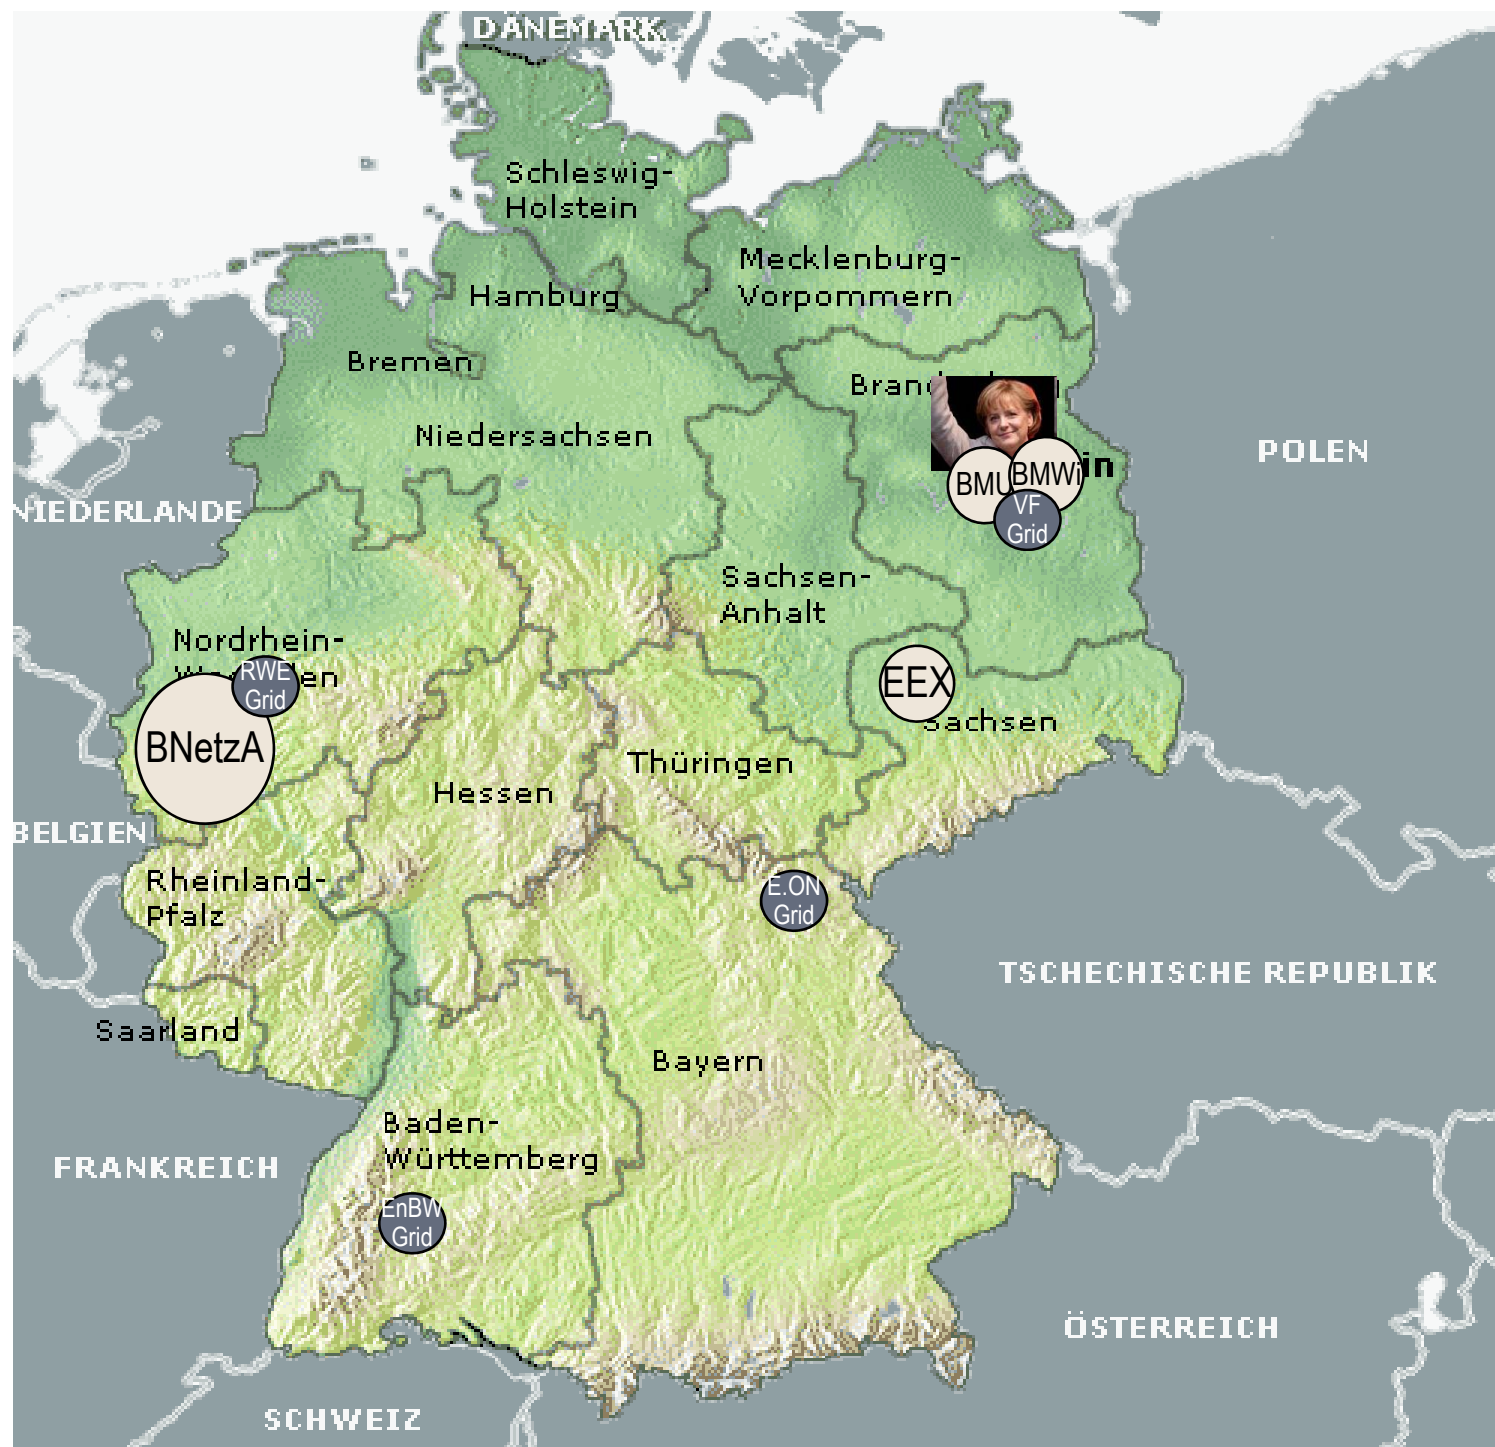 DÄNEMARK
Schleswig-
Holstein
Mecklenburg-
Vorpommern
Hamburg
Bremen
Niedersachsen
POLEN
BMU
BMWi
in
VF
Grid
NIEDERLANDE
Sachsen-
Anhalt
Nordrhein-
en
RWE
Grid
EEX
Sachsen
BNetzA
Thüringen
Hessen
BELGIEN
Rheinland-
Pfalz
E.ON
Grid
TSCHECHISCHE REPUBLIK
Saarland
Bayern
Baden-
Württemberg
FRANKREICH
EnBW
Grid
ÖSTERREICH
SCHWEIZ